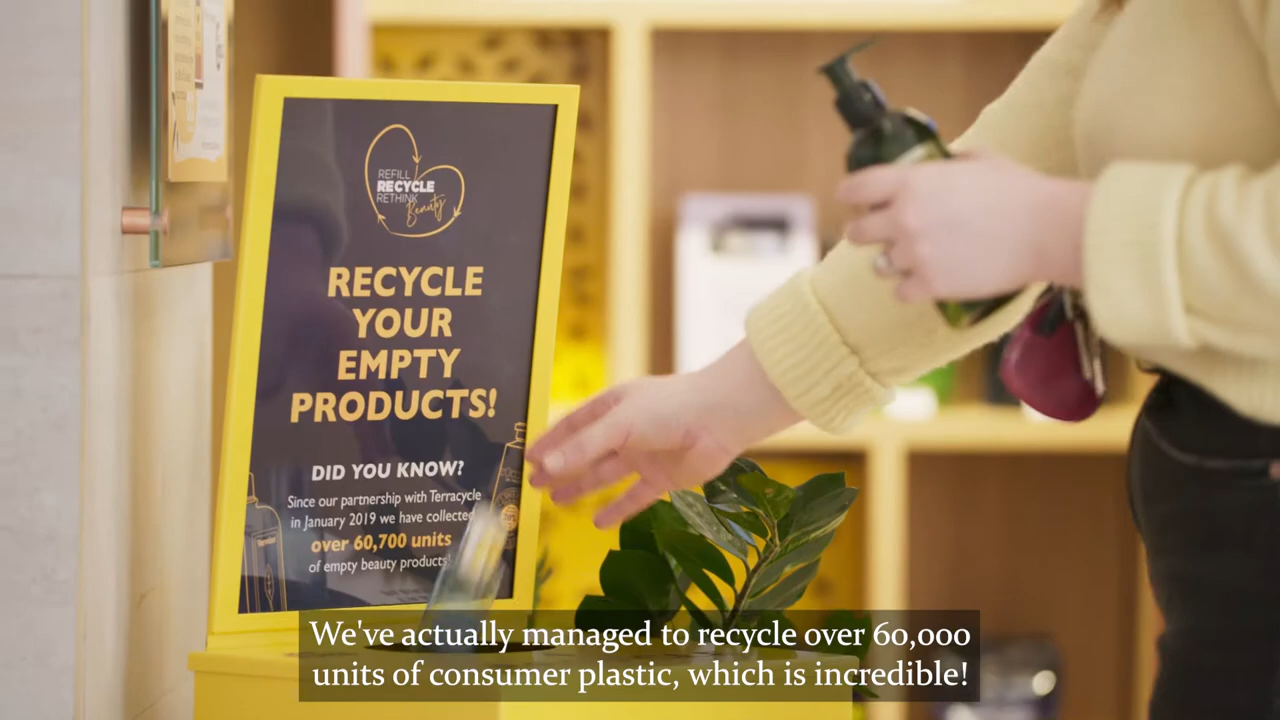 REFILL
RECYCLE
RETHINK
Beauty
RECYCLE
YOUR
EMPTY
PRODUCTS!
DID YOU KNOW?
Since our partnership with Terracycle
in January 2019 we have collected
over 60,700 units
of empty beauty products!
We've actually managed to recycle over 60,000
units of consumer plastic, which is incredible!